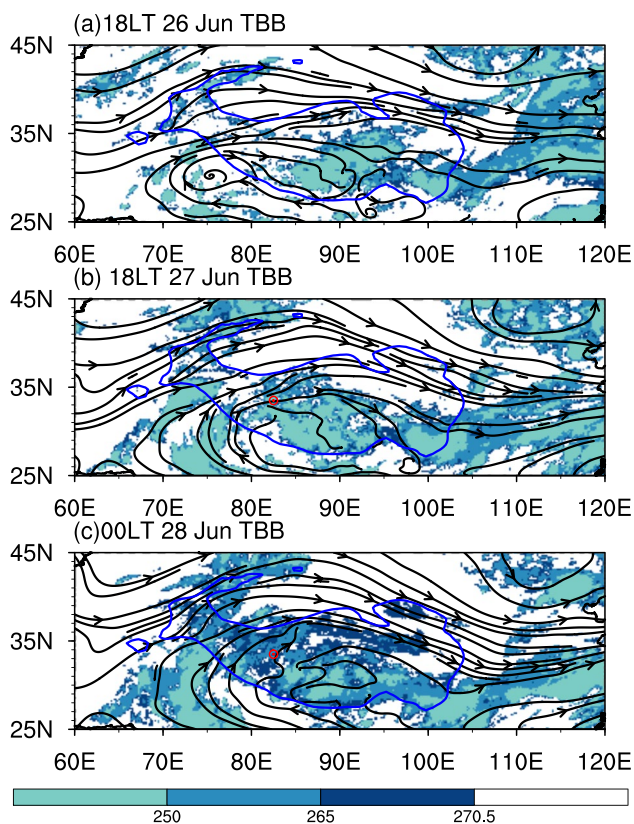 (a)18LT 26 Jun TBB
45N
35N
25N
60E 70E 80E 90E 100E 110E 120E
(b) 18LT 27 Jun TBB
45N
35N
25N
60E 70E 80E 90E 100E 110E 120E
(c)00LT 28 Jun TBB
45N
35N
25N
60E 70E 80E 90E 100E 110E 120E
250 265 270.5